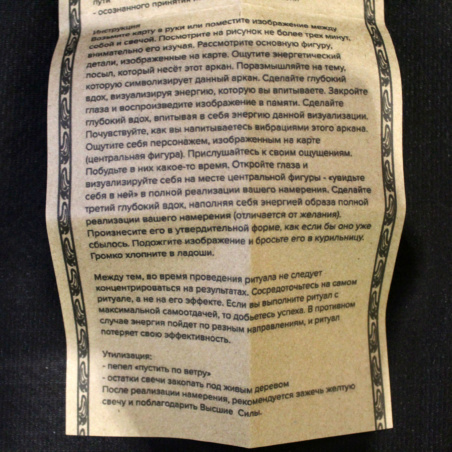 пути
- осознанного принятия
Инструкция
Возьмите карту в руки или поместите изображение между
собой и свечой. Посмотрите на рисунок не более трех минут,
внимательно его изучая. Рассмотрите основную фигуру,
детали, изображенные на карте. Ощутите энергетический
посыл, который несёт этот аркан. Поразмышляйте на тему,
которую символизирует данный аркан. Сделайте глубокий
вдох, визуализируя энергию, которую вы впитываете. Закройте
глаза и воспроизведите изображение в памяти. Сделайте
глубокий вдох, впитывая в себя энергию данной визуализации.
Почувствуйте, как вы напитываетесь вибрациями этого аркана.
Ощутите себя персонажем, изображенным на карте
(центральная фигура). Прислушайтесь к своим ощущениям.
Побудьте в них какое-то время. Откройте глаза и
визуализируйте себя на месте центральной фигуры - «увидьте
себя в ней» в полной реализации вашего намерения. Сделайте
третий глубокий вдох, наполняя себя энергией образа полной
реализации вашего намерения (отличается от желания).
Произнесите его в утвердительной форме, как если бы оно уже
сбылось. Подожгите изображение и бросьте его в курильницу.
Громко хлопните в ладоши.
Между тем, во время проведения ритуала не следует
концентрироваться на результатах. Сосредоточьтесь на самом
ритуале, а не на его эффекте. Если вы выполните ритуал с
максимальной самоотдачей, то добьетесь успеха. В противном
случае энергия пойдет по разным направлениям, и ритуал
потеряет свою эффективность.
Утилизация:
- пепел «пустить по ветру»
- остатки свечи закопать под живым деревом
После реализации намерения, рекомендуется зажечь желтую
свечу и поблагодарить Высшие Силы.